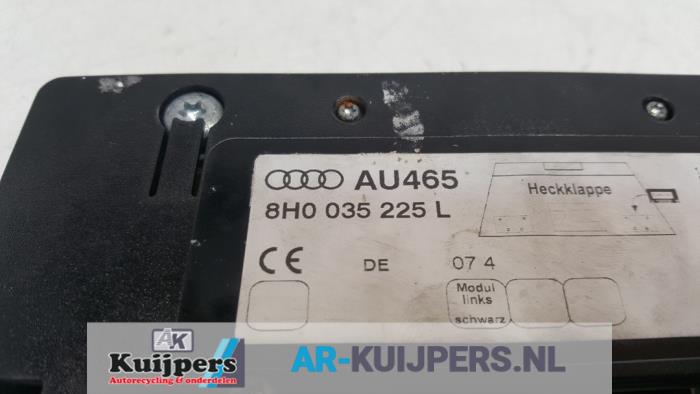 AU465
Heckklappe
8H0 035 225 L
CE DE 07 4
Modul
links
schwarz
AK
Kuijpers
Autorecycling & onderdelen
AR-KUIJPERS.NL